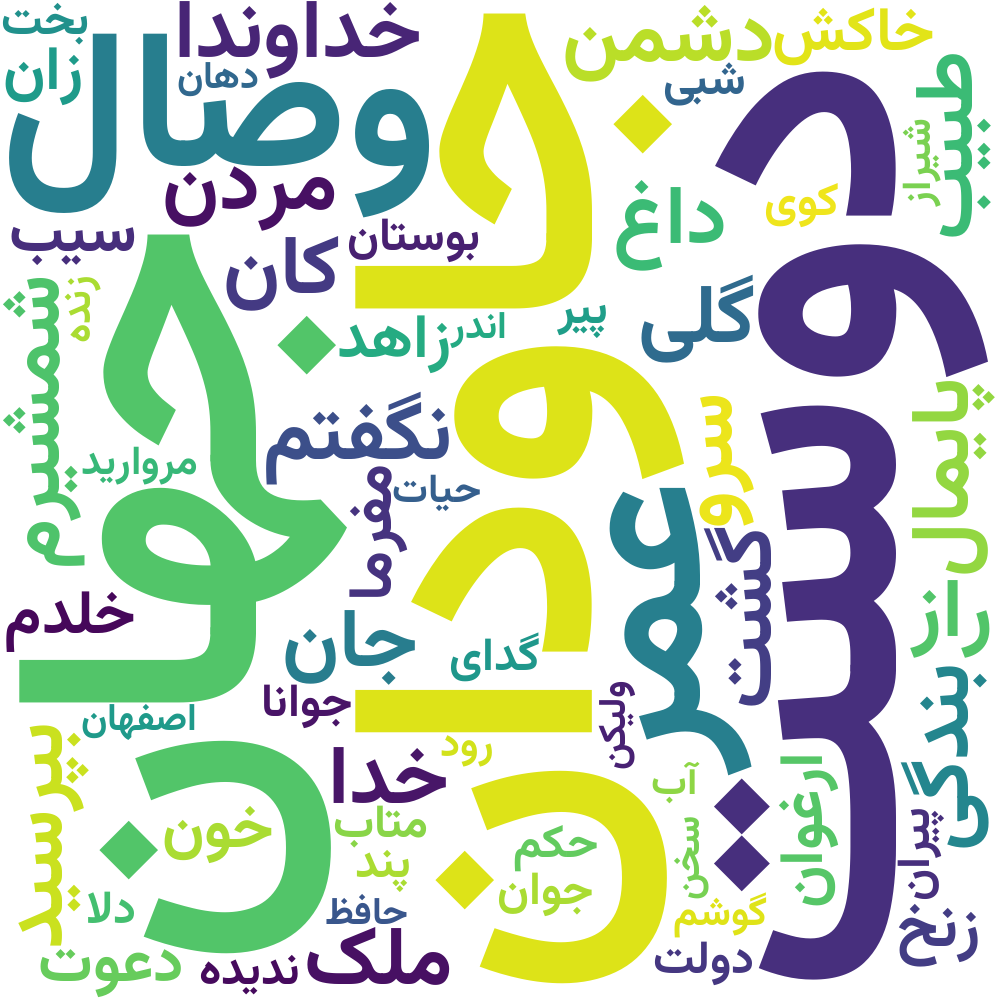 دوست
جاودان
جهان
وصال
عمر
خداوندا
دشمن
خاکش
بخت
زان
دهان
شبی
طبیب
شیراز
مردن
سیب
کان
بوستان
داغ
کوی
گلی
پیر
اندر
زاهد
زنده
شمشیرم
نگفتم
مروارید
حیات
مفرما
سرو
گشت
پایمال
راز
خلدم
جان
گدای
بندگی
جوانا
اصفهان
ولیکن
رود
خدا
آب
بپرسید
خون
متاب
پند
حکم
جوان
سخن
ارغوان
پیران
دلا
حافظ
گوشم
زنخ
دعوت
ندیده
ملک
دولت